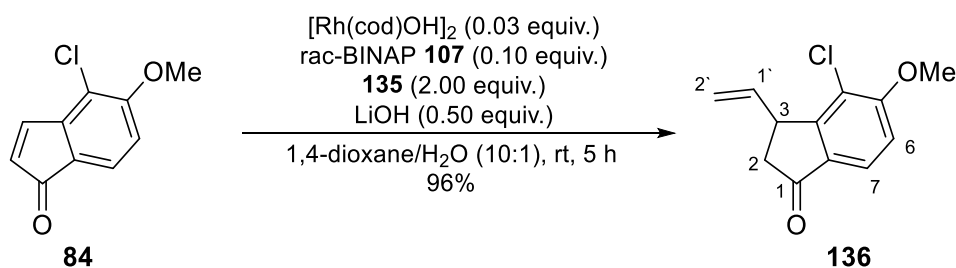 [Rh(cod)OH]₂ (0.03 equiv.)
rac-BINAP 107 (0.10 equiv.)
135 (2.00 equiv.)
LiOH (0.50 equiv.)
1,4-dioxane/H₂O (10:1), rt, 5 h
96%
Cl
OMe
O
84
Cl
OMe
2`
1`
3
2
1
6
7
O
136